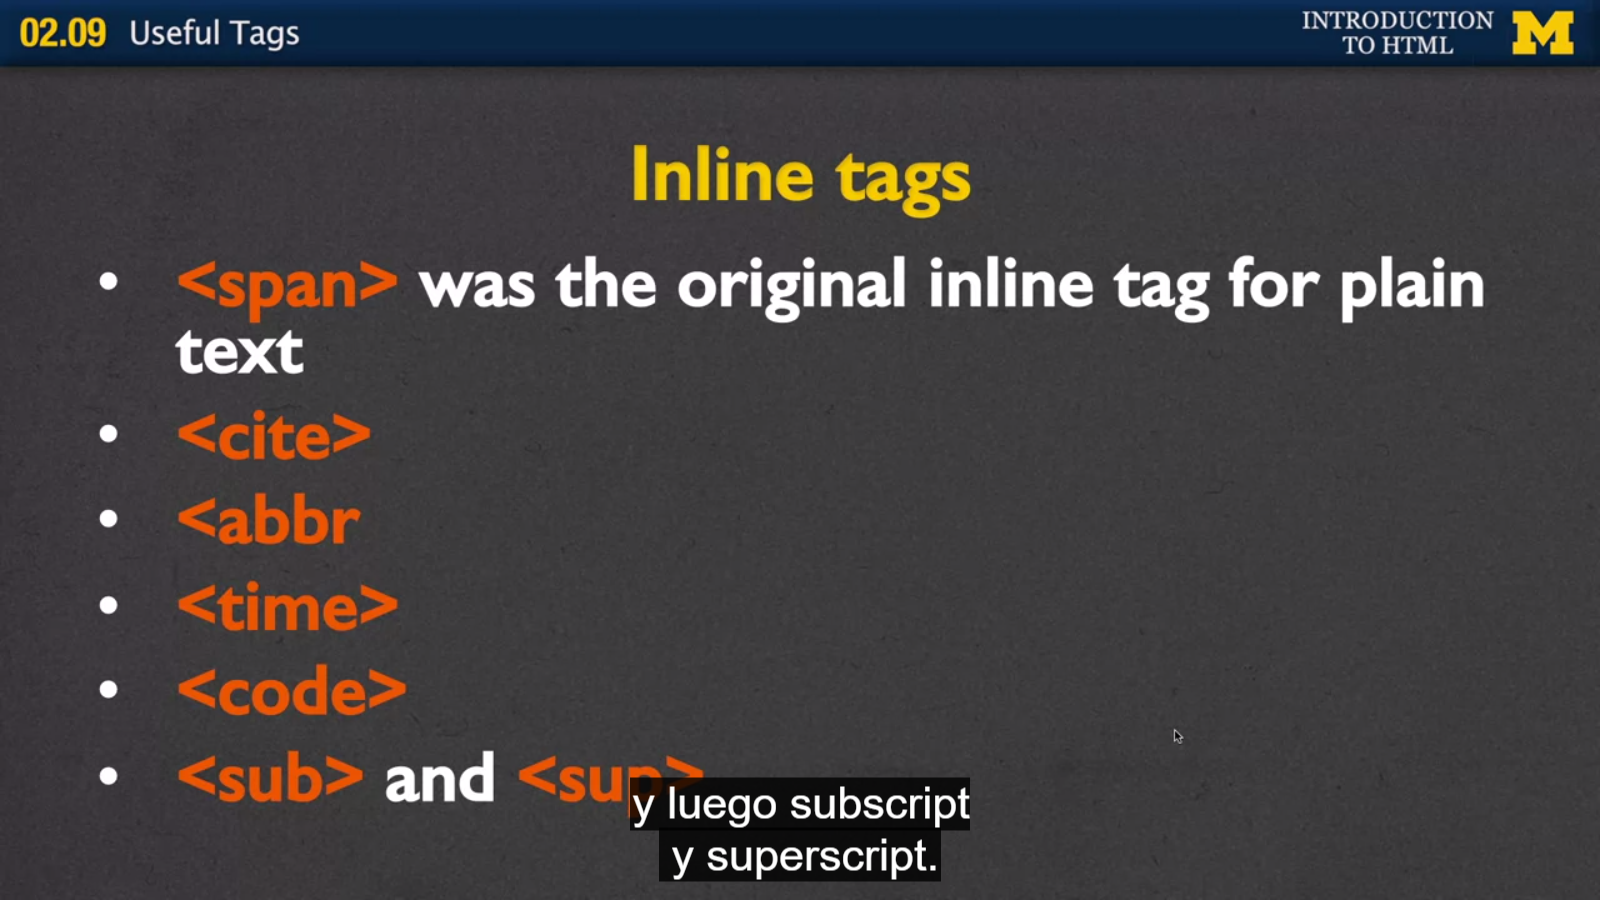 02.09 Useful Tags
INTRODUCTION
TO HTML
M
Inline tags
• <span> was the original inline tag for plain
text
• <cite>
• <abbr
• <time>
• <code>
• <sub> and <sup>
y luego subscript
y superscript.